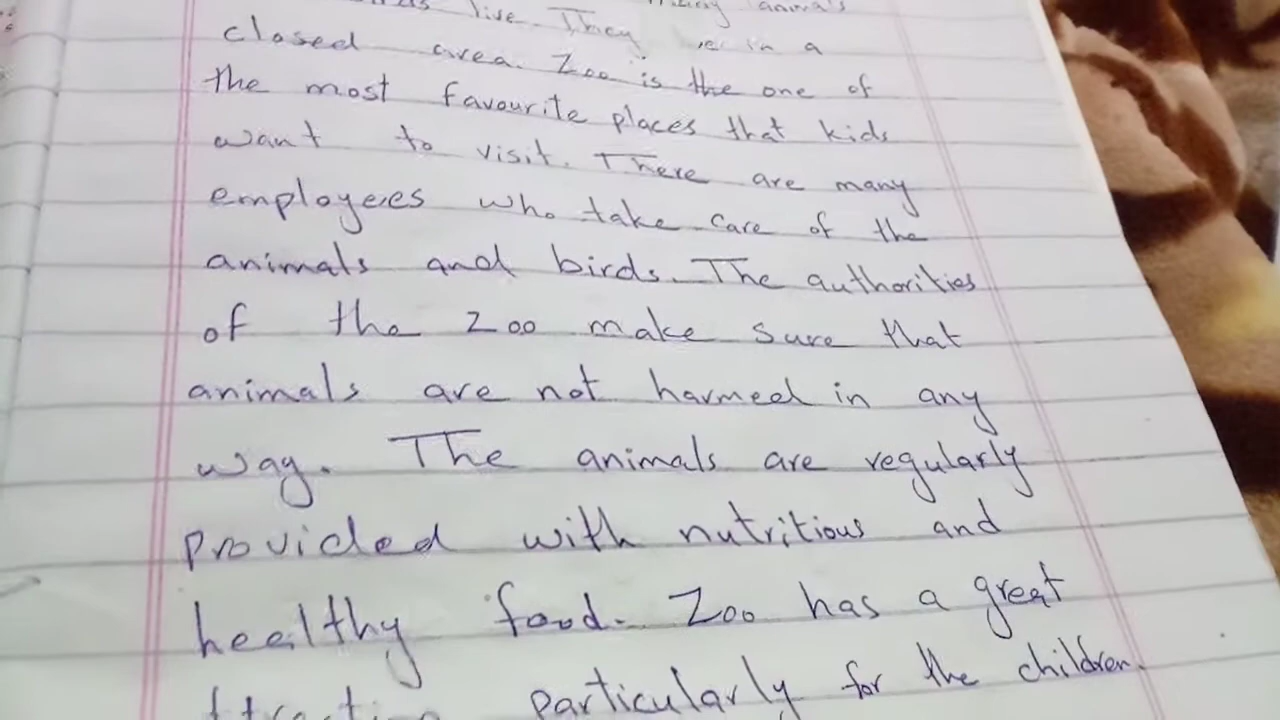 live. They in a
closed area. Zoo is the one of
the most favourite places that kids
want to visit. There are many
employees who take care of the
animals and birds. The authorities
of the Zoo make sure that
animals are not harmed in any
way. The animals are regularly
provided with nutritious and
healthy food. Zoo has a great
particularly for the children.